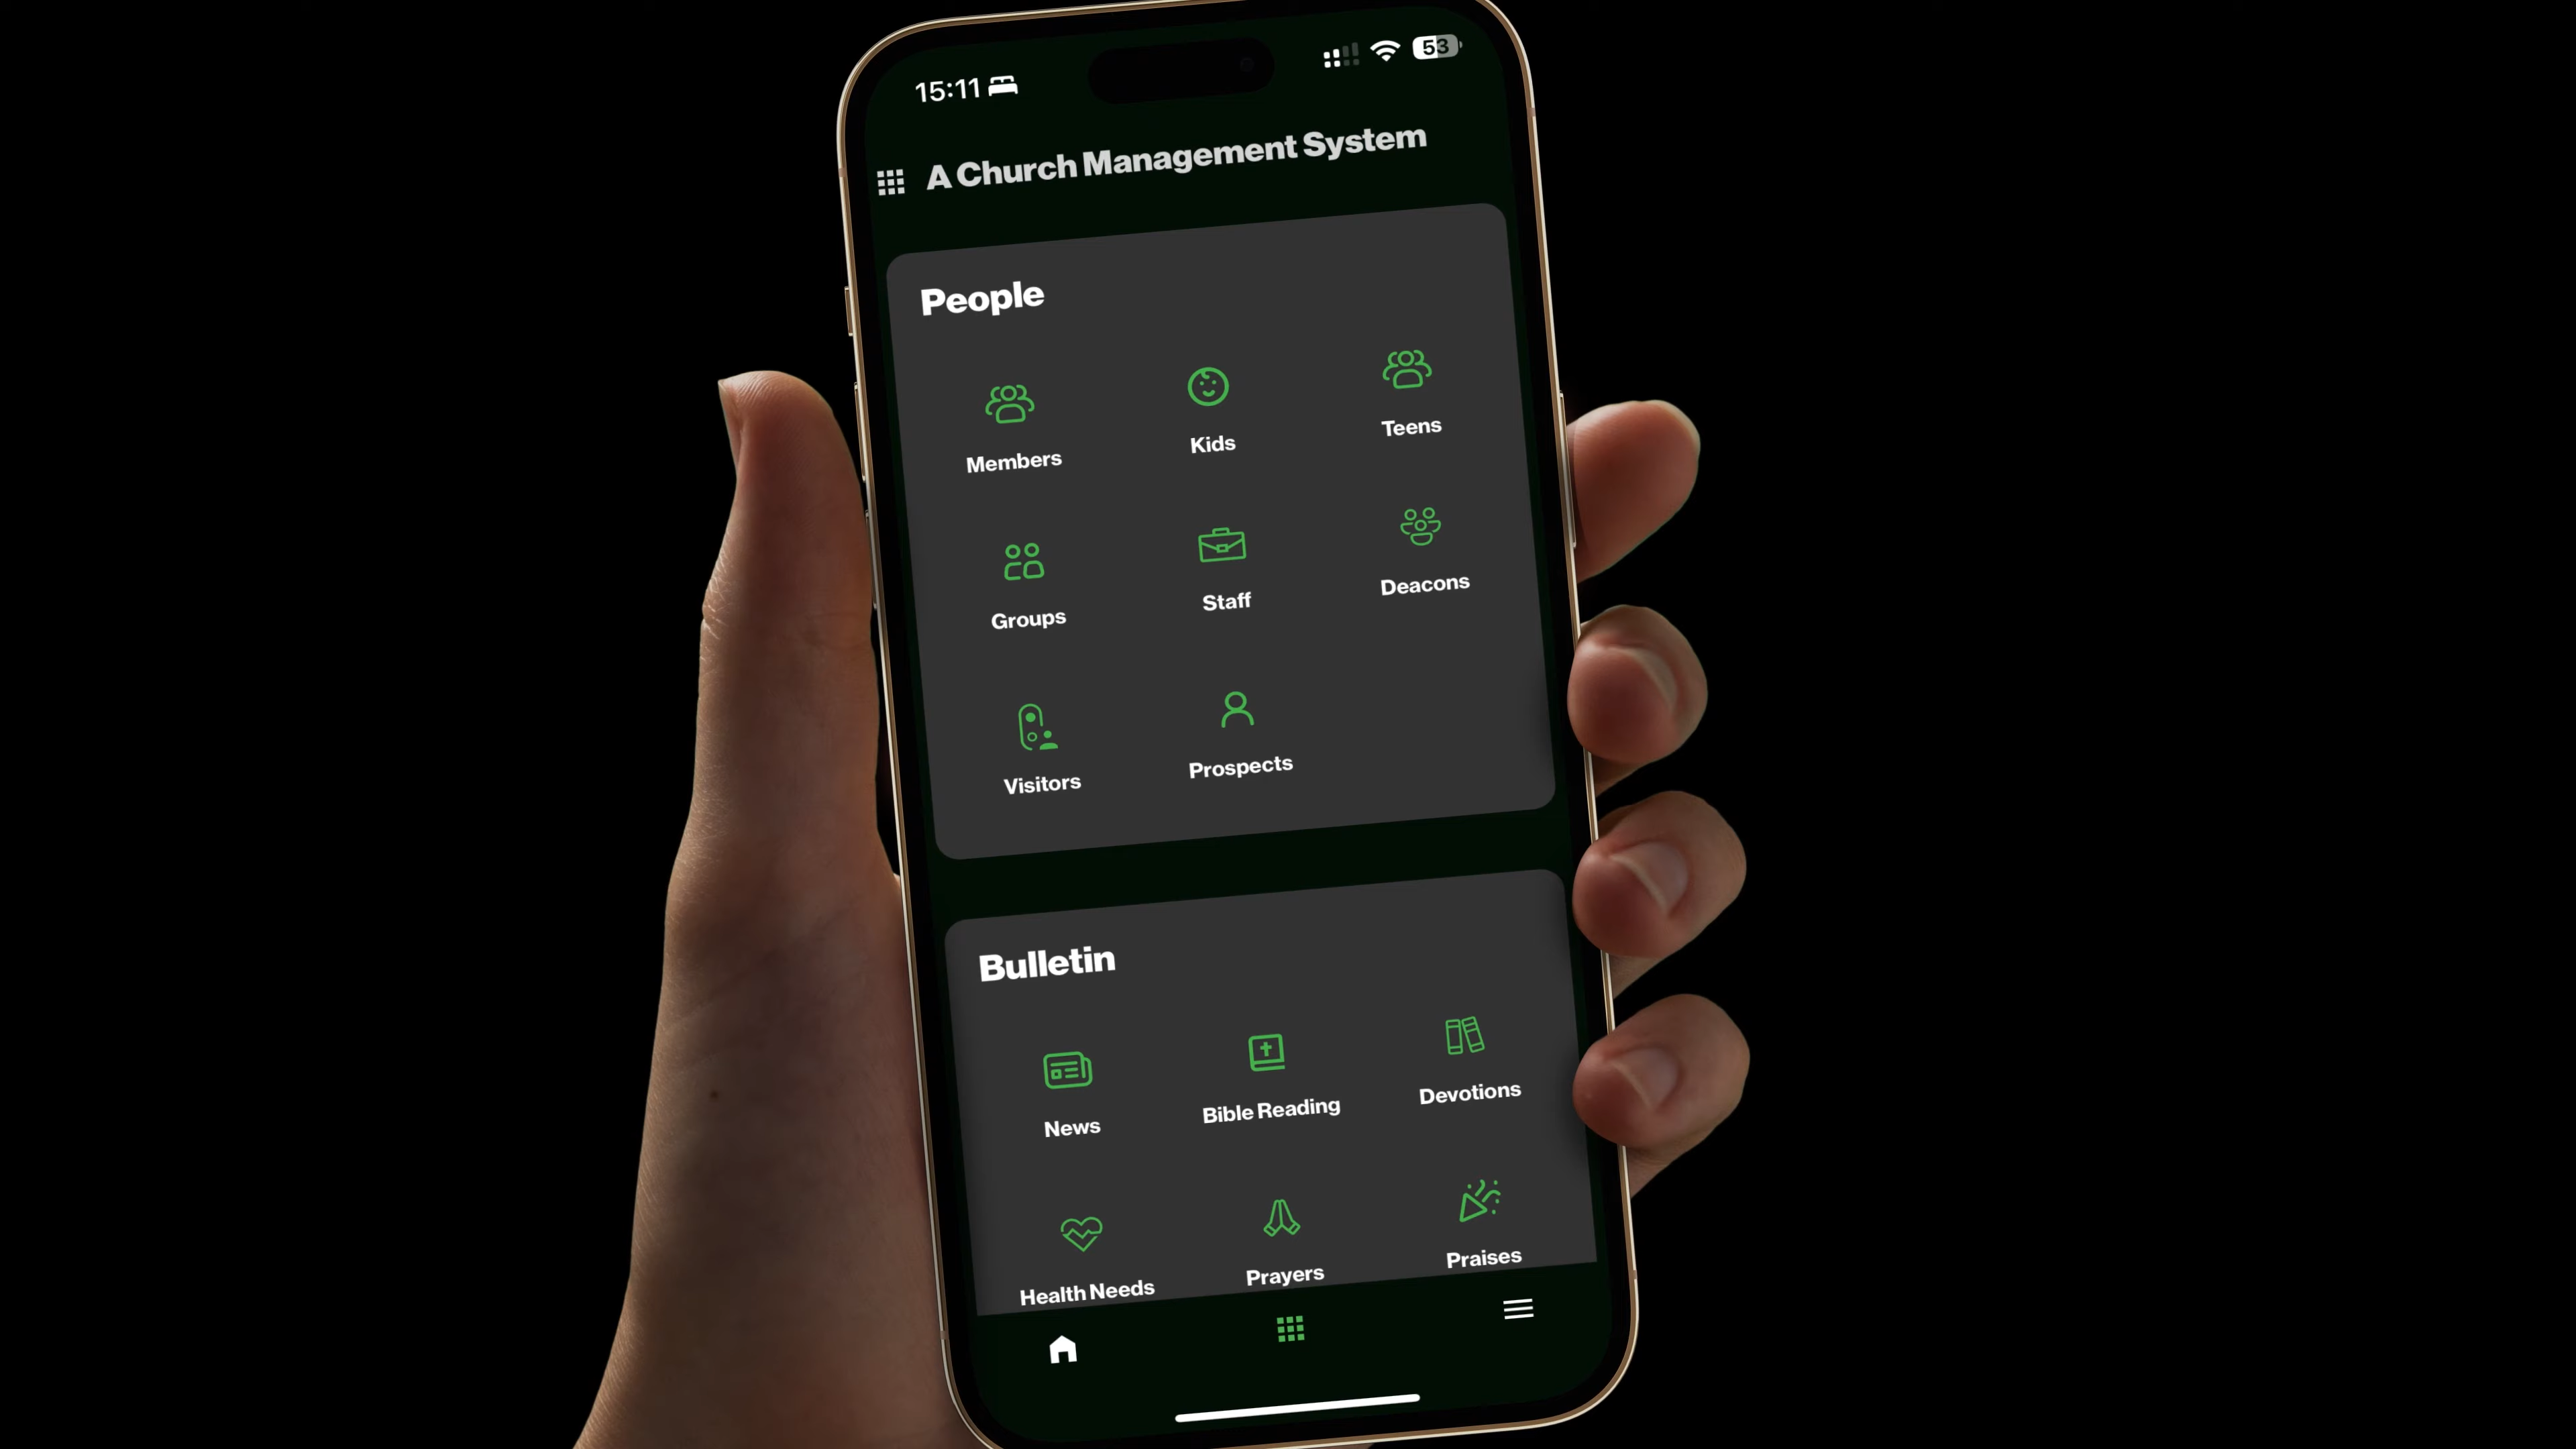 15:11
53
A Church Management System
People
Members
Kids
Teens
Groups
Staff
Deacons
Visitors
Prospects
Bulletin
News
Bible Reading
Devotions
Health Needs
Prayers
Praises